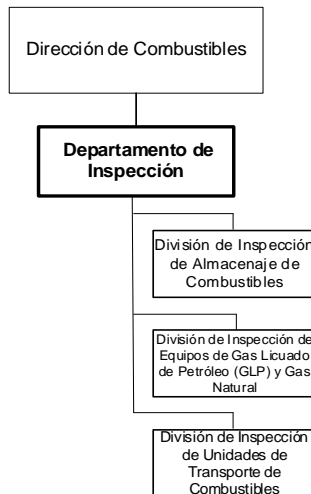 Dirección de Combustibles
Departamento de
Inspección
División de Inspección
de Almacenaje de
Combustibles
División de Inspección de
Equipos de Gas Licuado
de Petróleo (GLP) y Gas
Natural
División de Inspección
de Unidades de
Transporte de
Combustibles